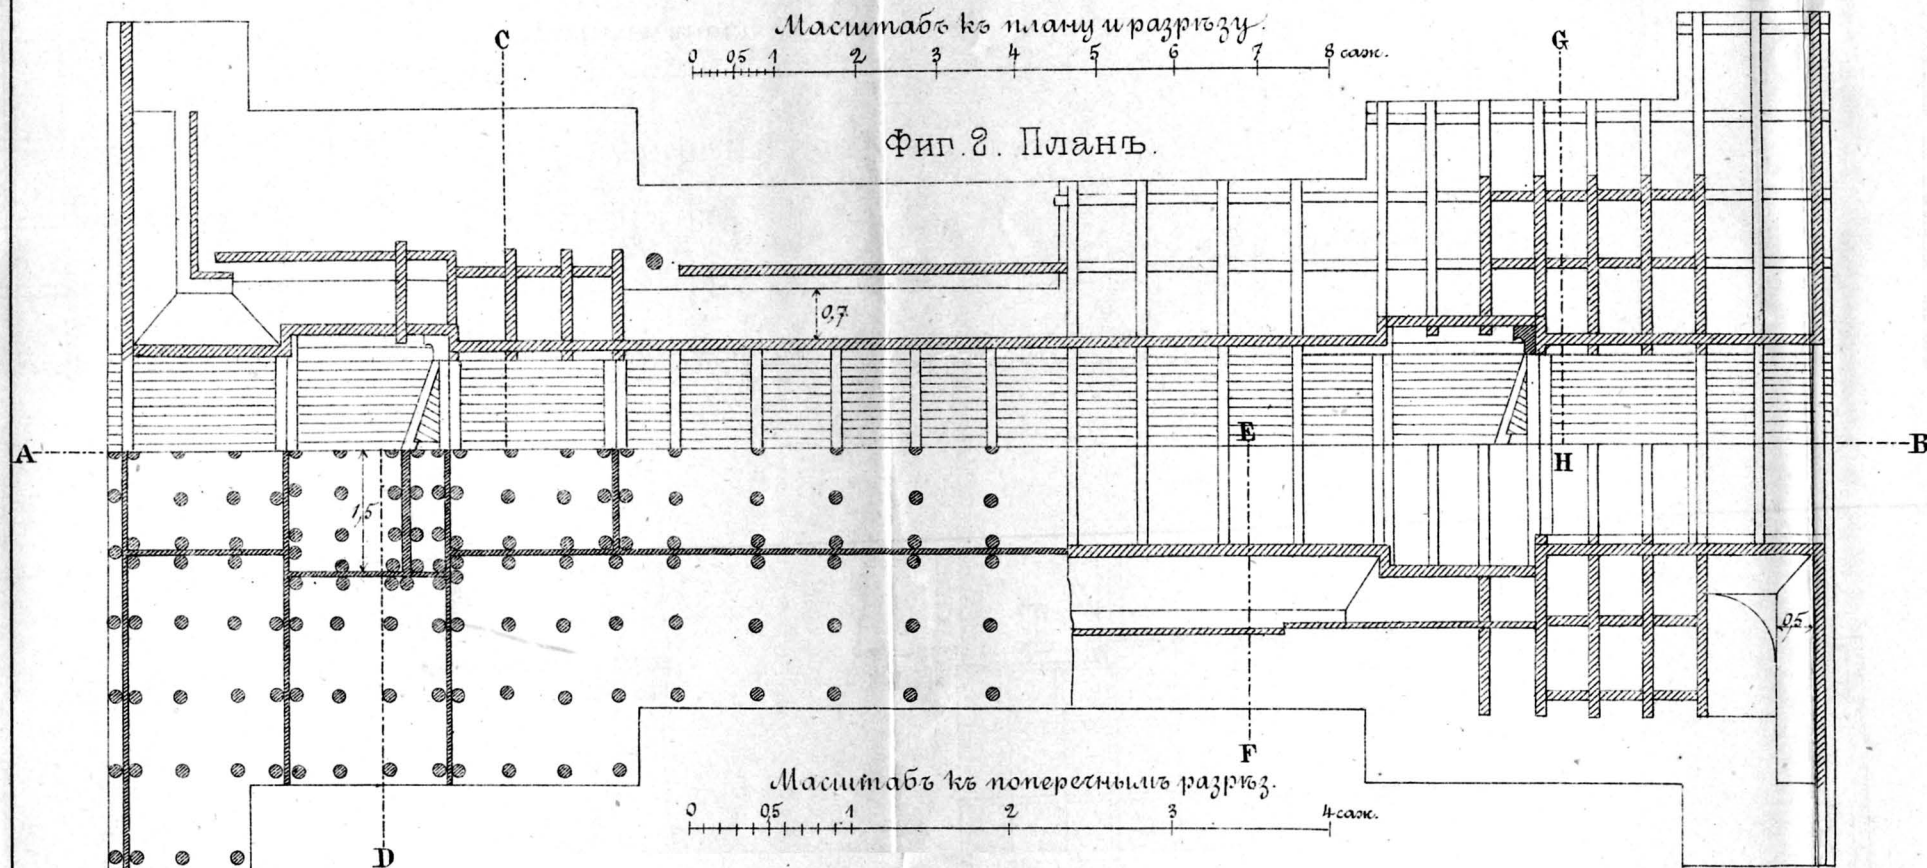 Масштабъ къ плану и разрѣзу.
0 0,5 1 2 3 4 5 6 7 8 саж.
C
G
Фиг. 2. Планъ.
0,7
A
E
B
H
1,5
0,5
F
Масштабъ къ поперечнымъ разрѣз.
0 0,5 1 2 3 4 саж.
D